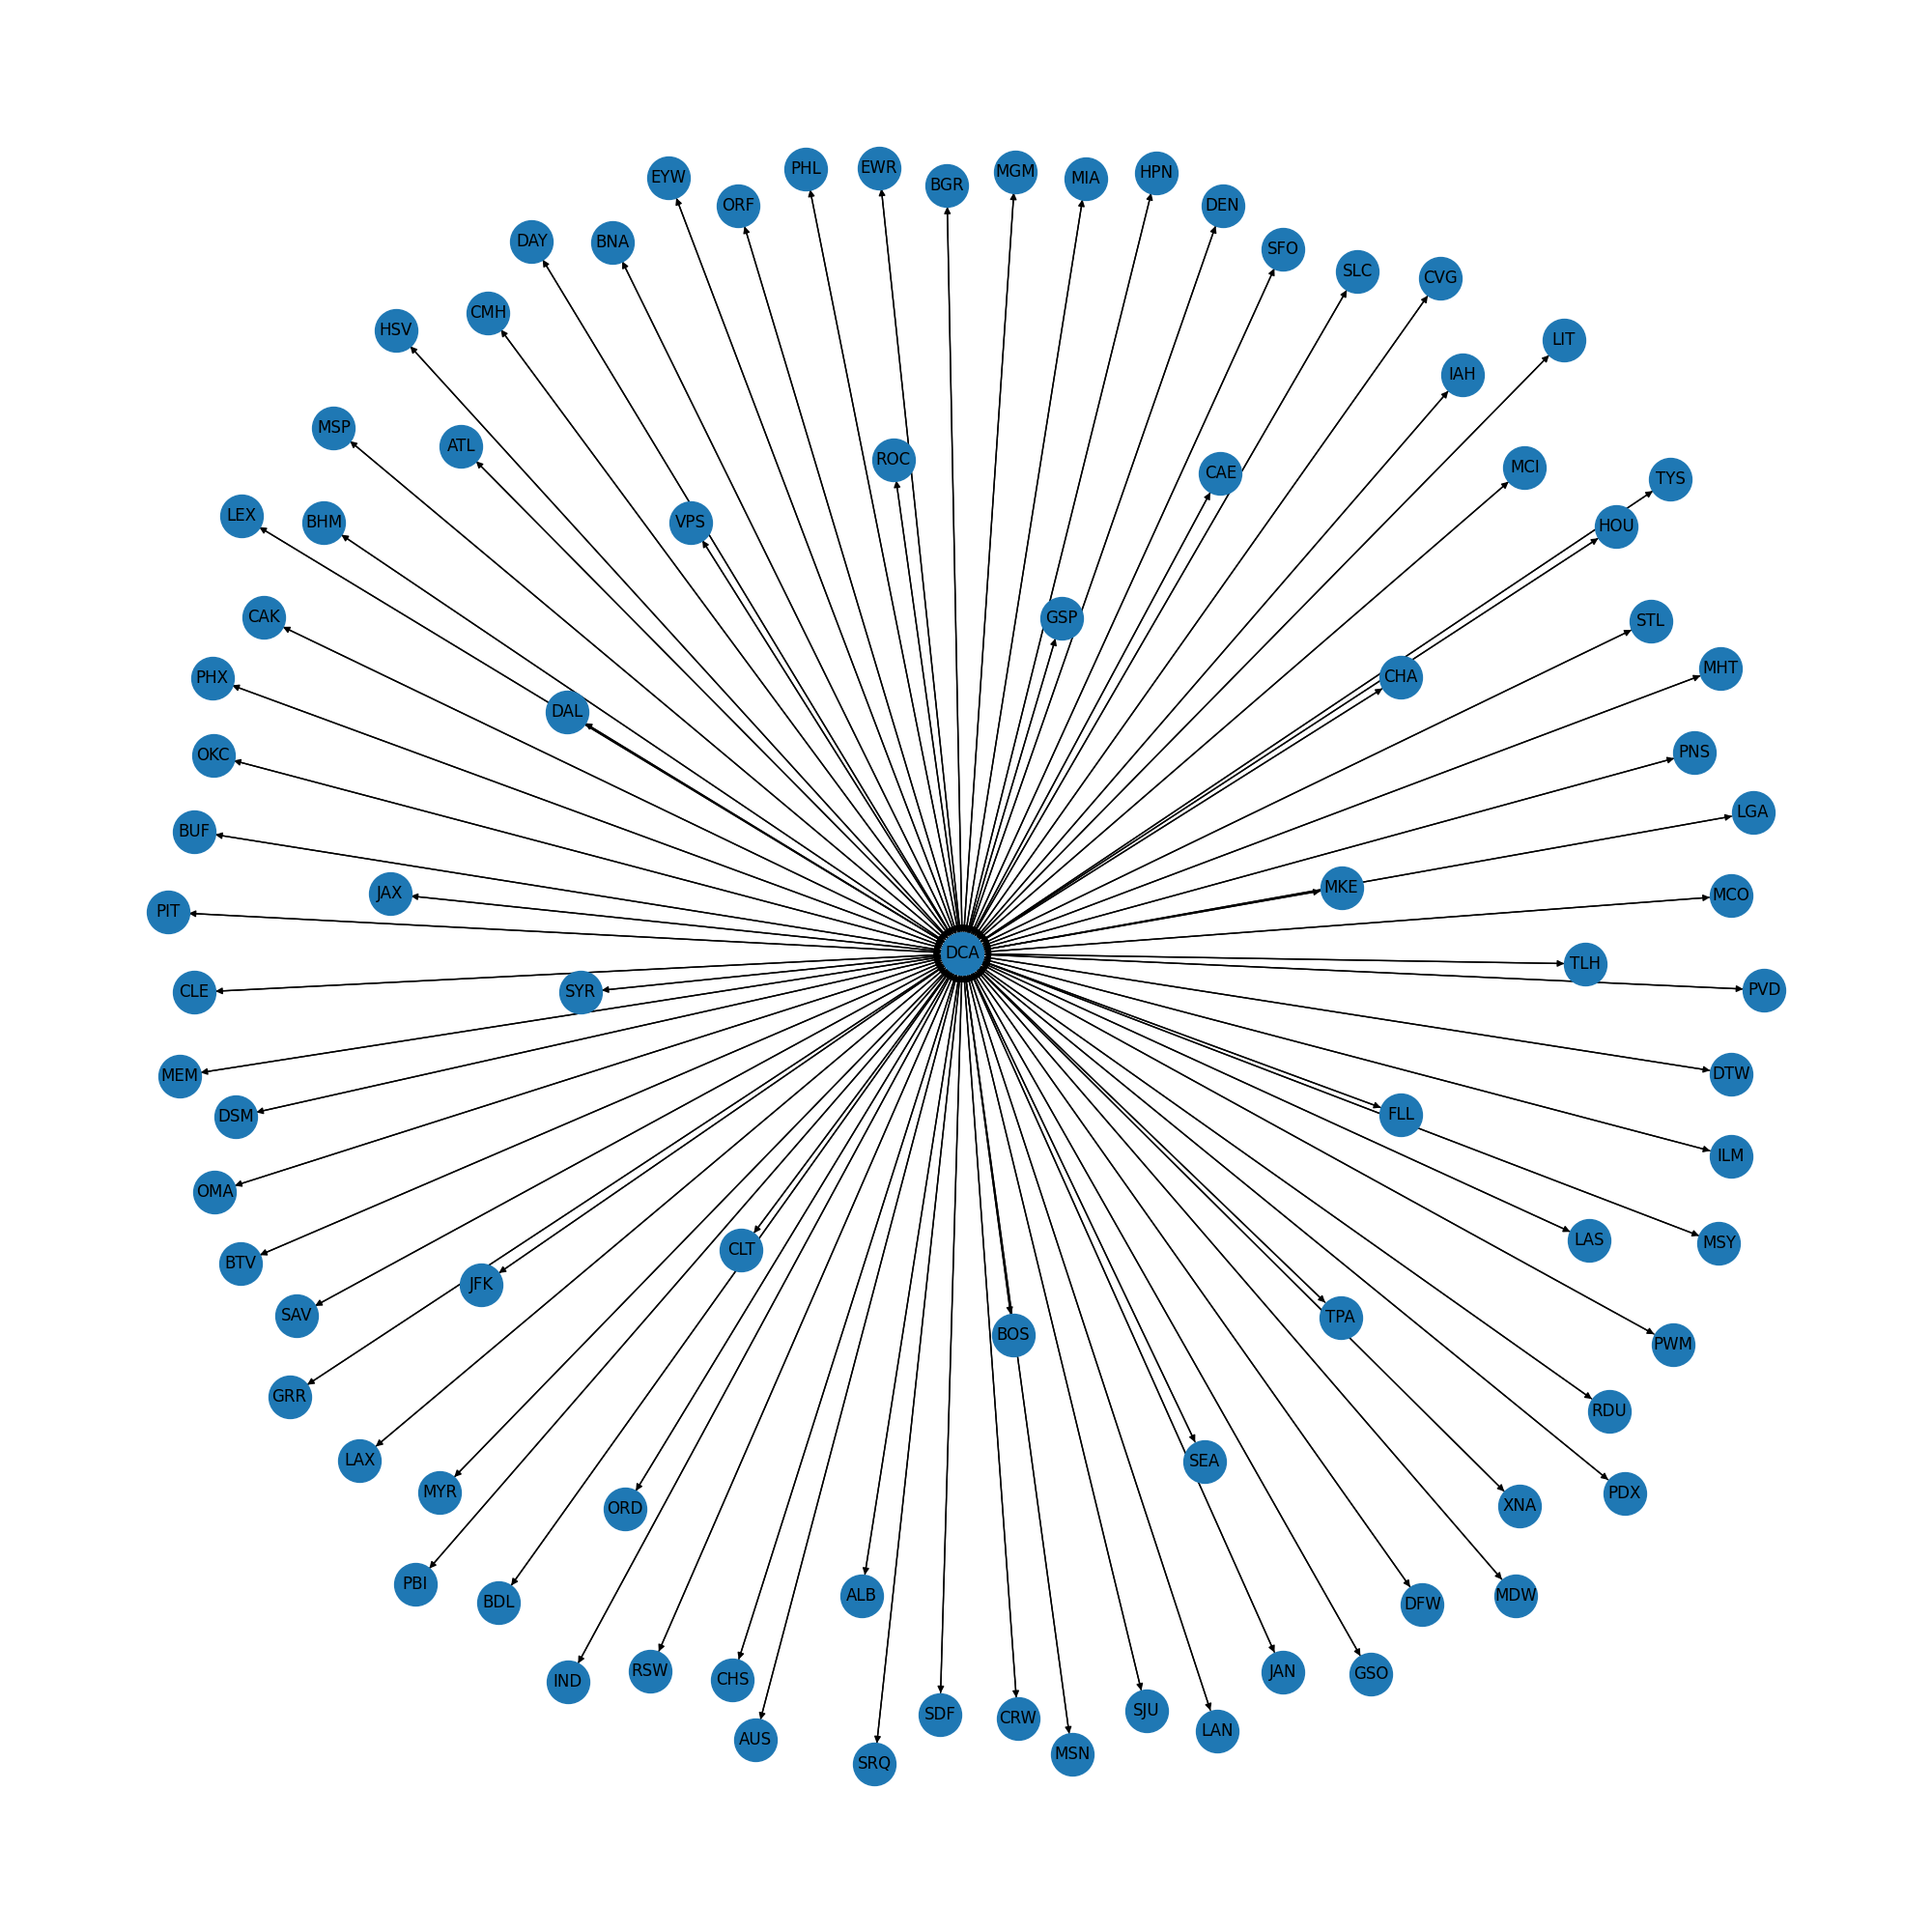 PHL
EWR
MGM
HPN
EYW
MIA
BGR
ORF
DEN
DAY
BNA
SFO
SLC
CVG
CMH
HSV
LIT
IAH
MSP
ATL
ROC
MCI
CAE
TYS
LEX
BHM
VPS
HOU
CAK
GSP
STL
MHT
PHX
CHA
DAL
PNS
OKC
LGA
BUF
MKE
JAX
MCO
PIT
DCA
TLH
PVD
CLE
SYR
DTW
MEM
FLL
DSM
ILM
OMA
LAS
MSY
CLT
BTV
JFK
SAV
TPA
BOS
PWM
GRR
RDU
LAX
SEA
MYR
PDX
XNA
ORD
PBI
ALB
MDW
BDL
DFW
RSW
JAN
GSO
CHS
IND
SJU
SDF
CRW
LAN
AUS
MSN
SRQ